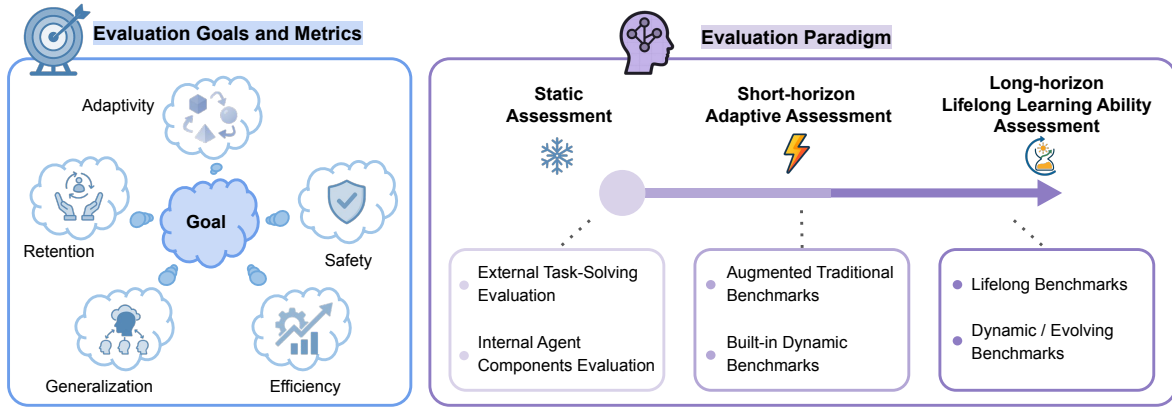 Evaluation Goals and Metrics
Adaptivity
Retention
Goal
Safety
Generalization
Efficiency
Evaluation Paradigm
Static
Assessment
Short-horizon
Adaptive Assessment
Long-horizon
Lifelong Learning Ability
Assessment
External Task-Solving
Evaluation
Internal Agent
Components Evaluation
Augmented Traditional
Benchmarks
Built-in Dynamic
Benchmarks
Lifelong Benchmarks
Dynamic / Evolving
Benchmarks